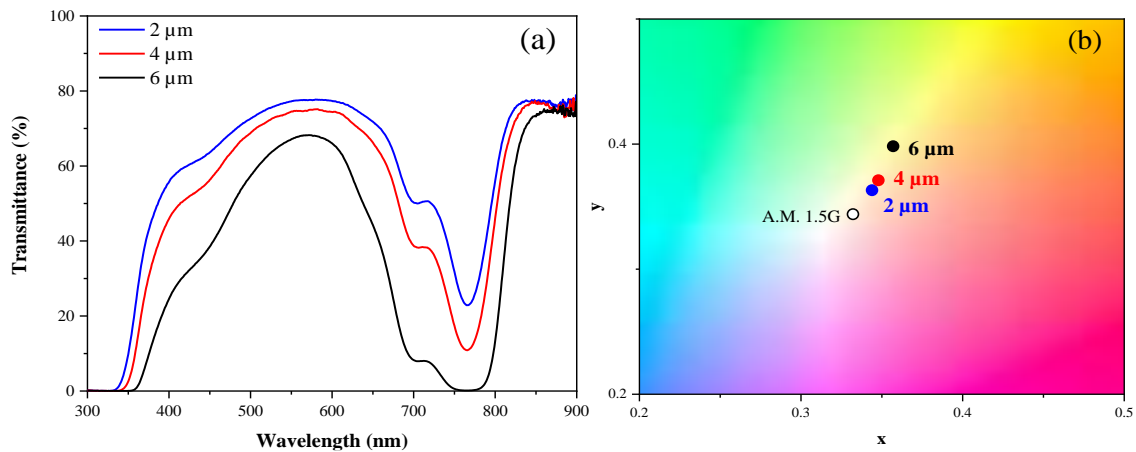 (a)
2 µm
4 µm
6 µm
Transmittance (%)
100
80
60
40
20
0
300 400 500 600 700 800 900
Wavelength (nm)
(b)
y
0.4
0.2
6 µm
4 µm
2 µm
A.M. 1.5G
0.2 0.3 0.4 0.5
x